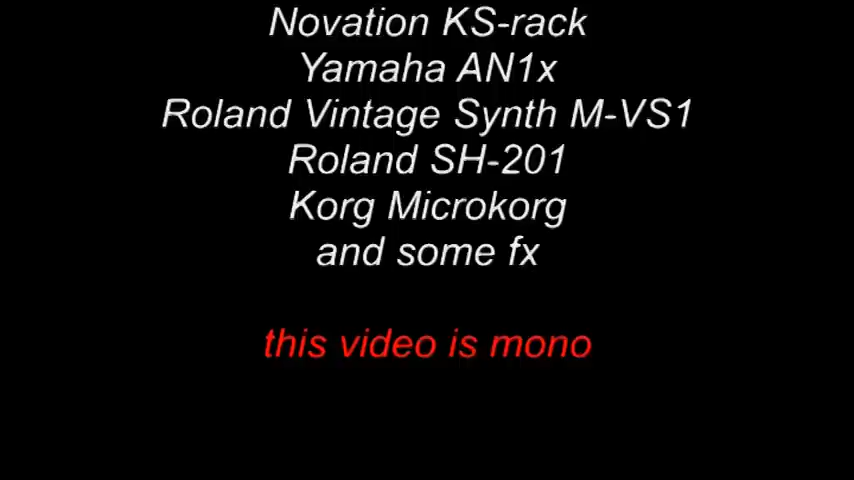 Novation KS-rack
Yamaha AN1x
Roland Vintage Synth M-VS1
Roland SH-201
Korg Microkorg
and some fx
this video is mono